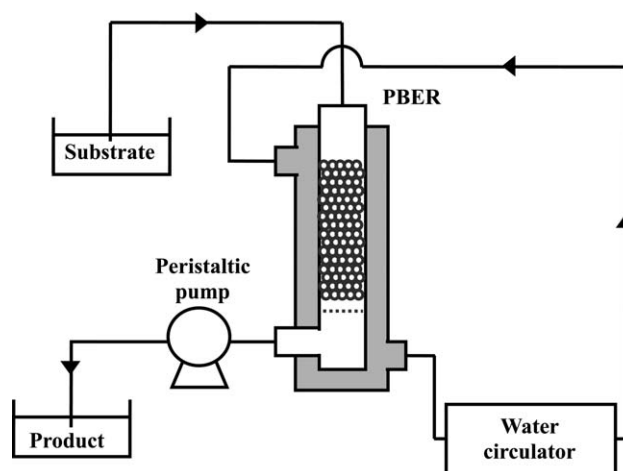 PBER
Substrate
Peristaltic
pump
Product
Water
circulator